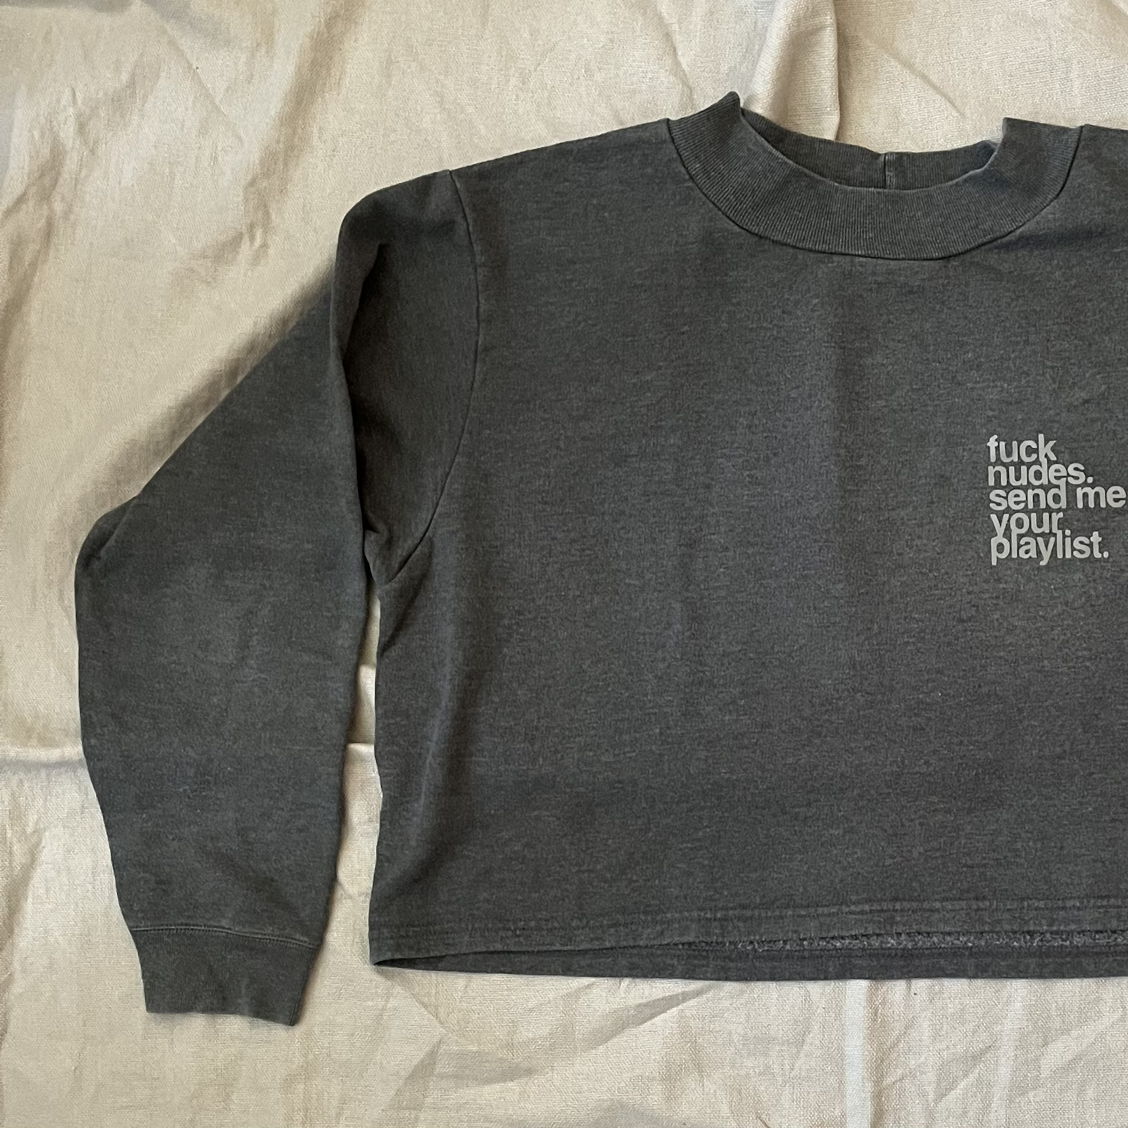 fuck
nudes.
send me
your
playlist.